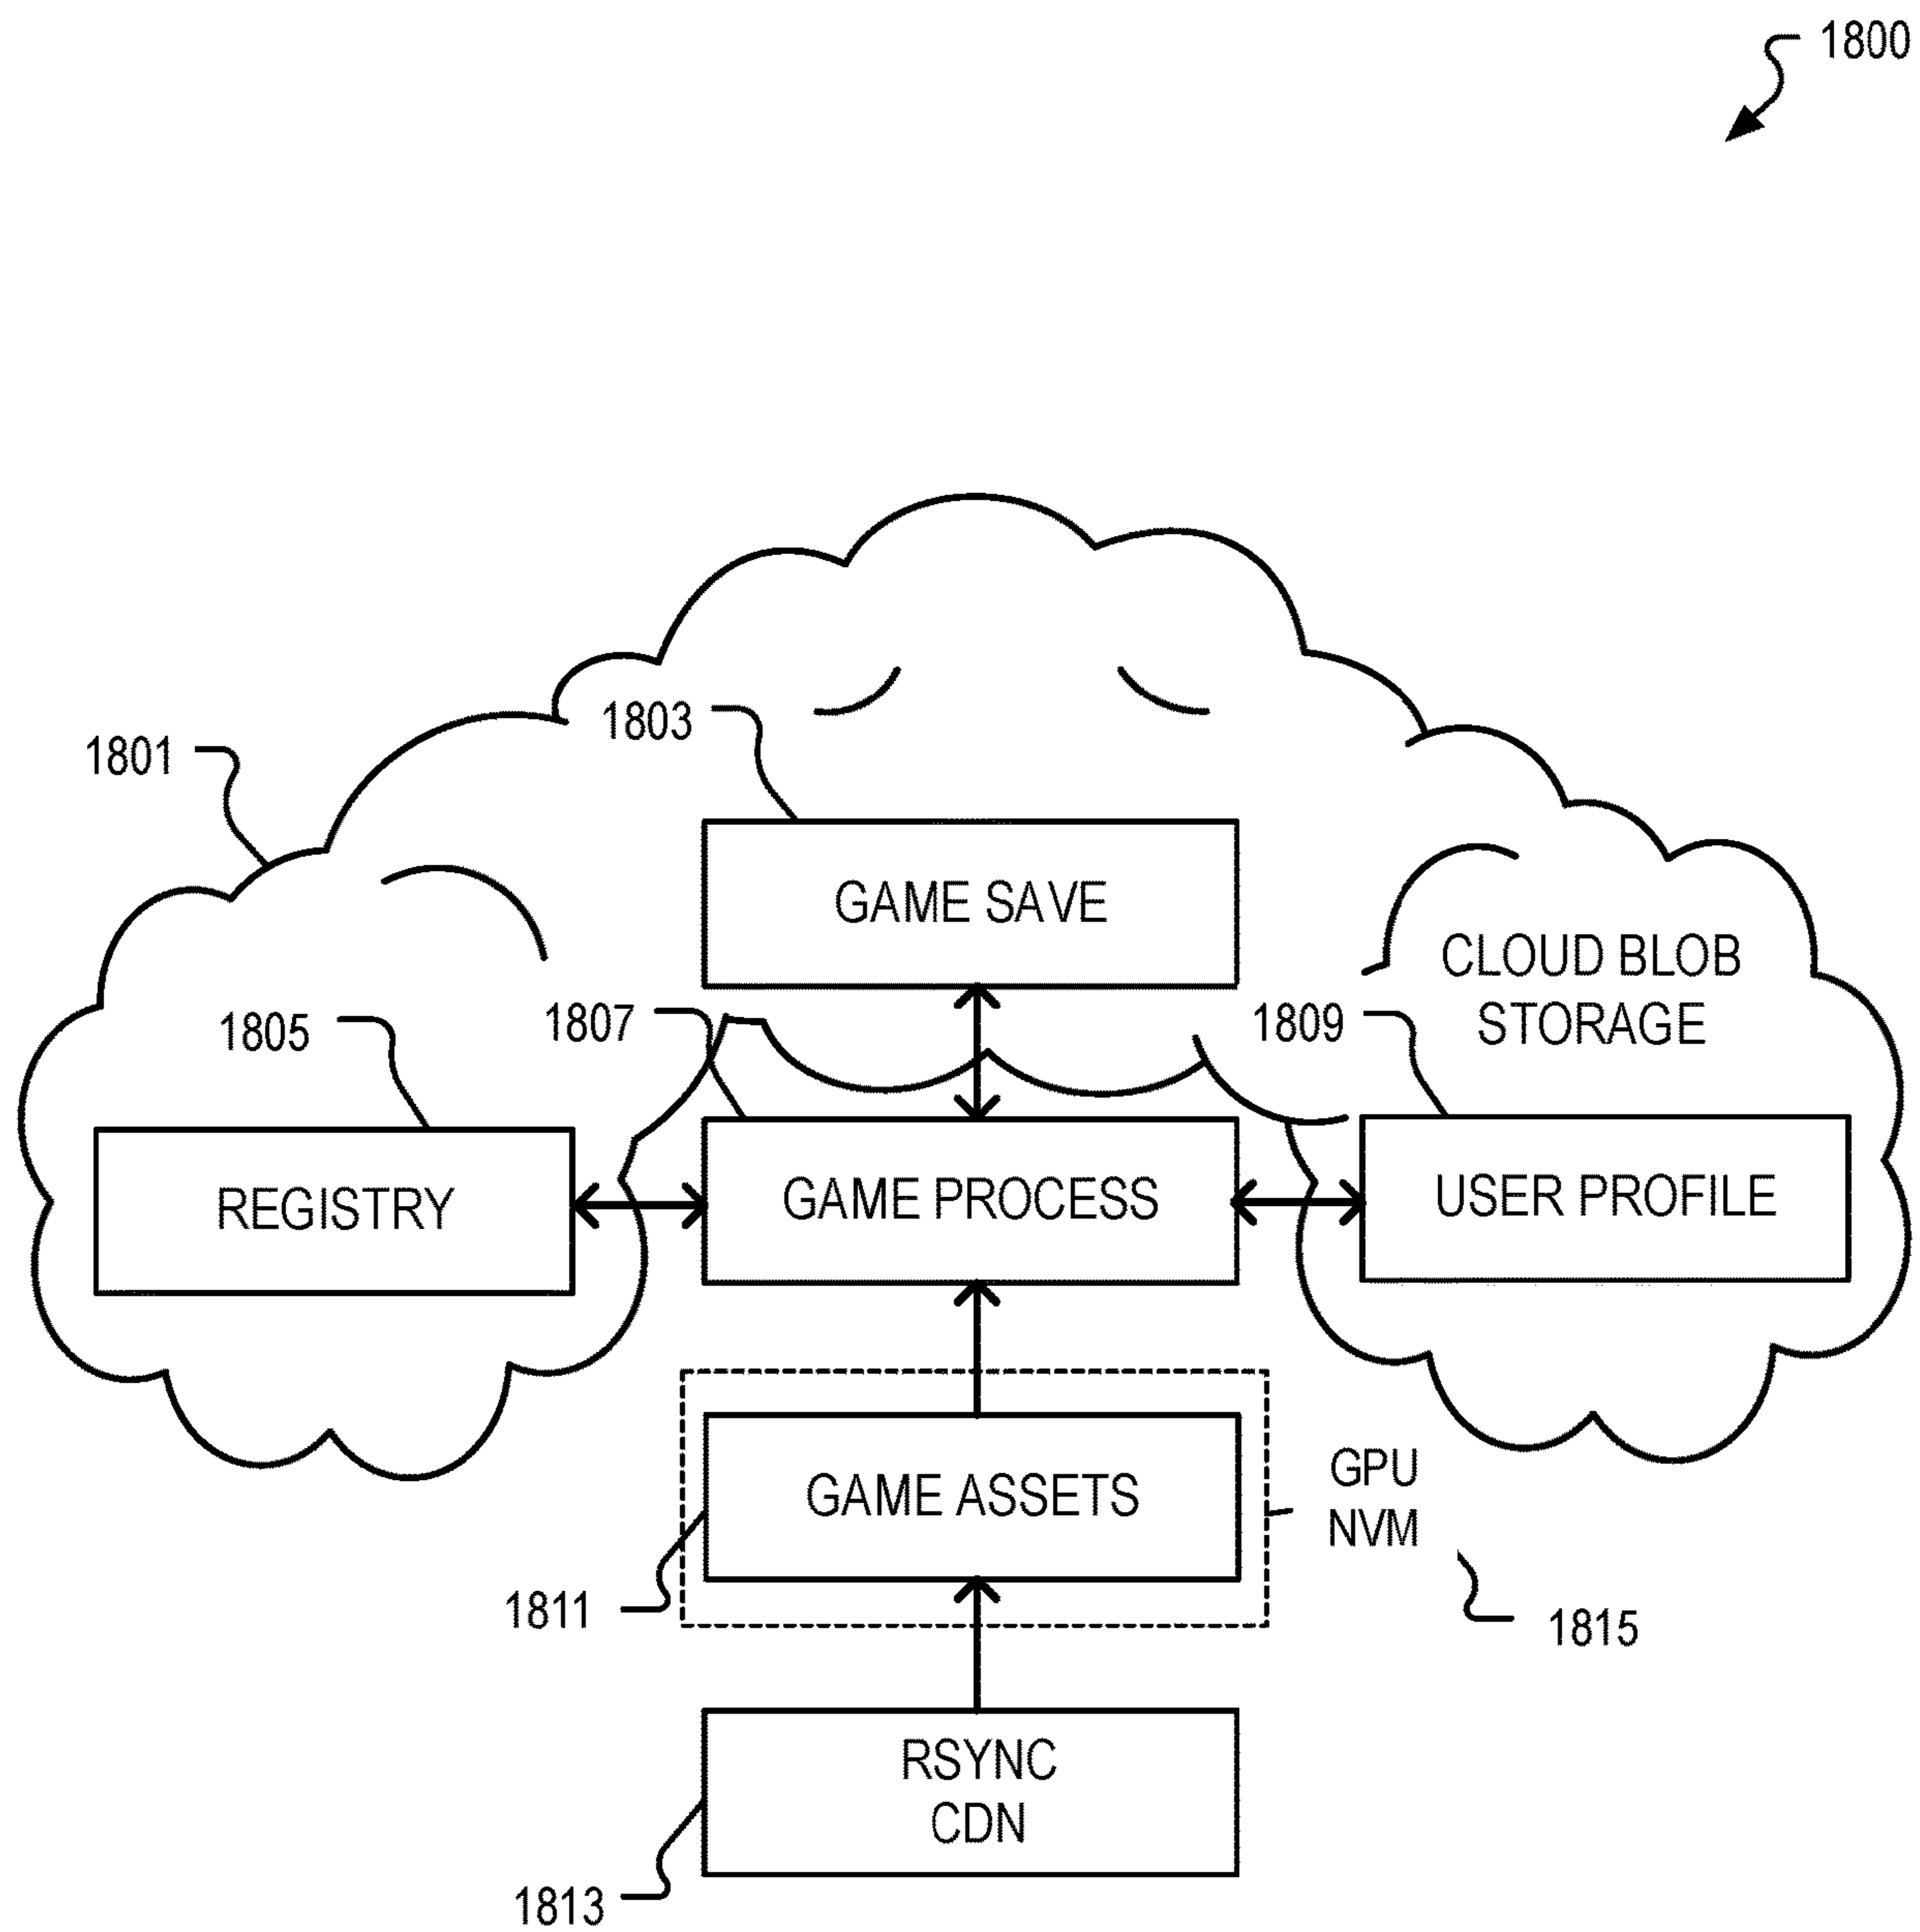 1800
1803
1801
GAME SAVE
CLOUD BLOB
STORAGE
1805
1807
1809
REGISTRY
GAME PROCESS
USER PROFILE
GAME ASSETS
GPU
NVM
1811
1815
RSYNC
CDN
1813